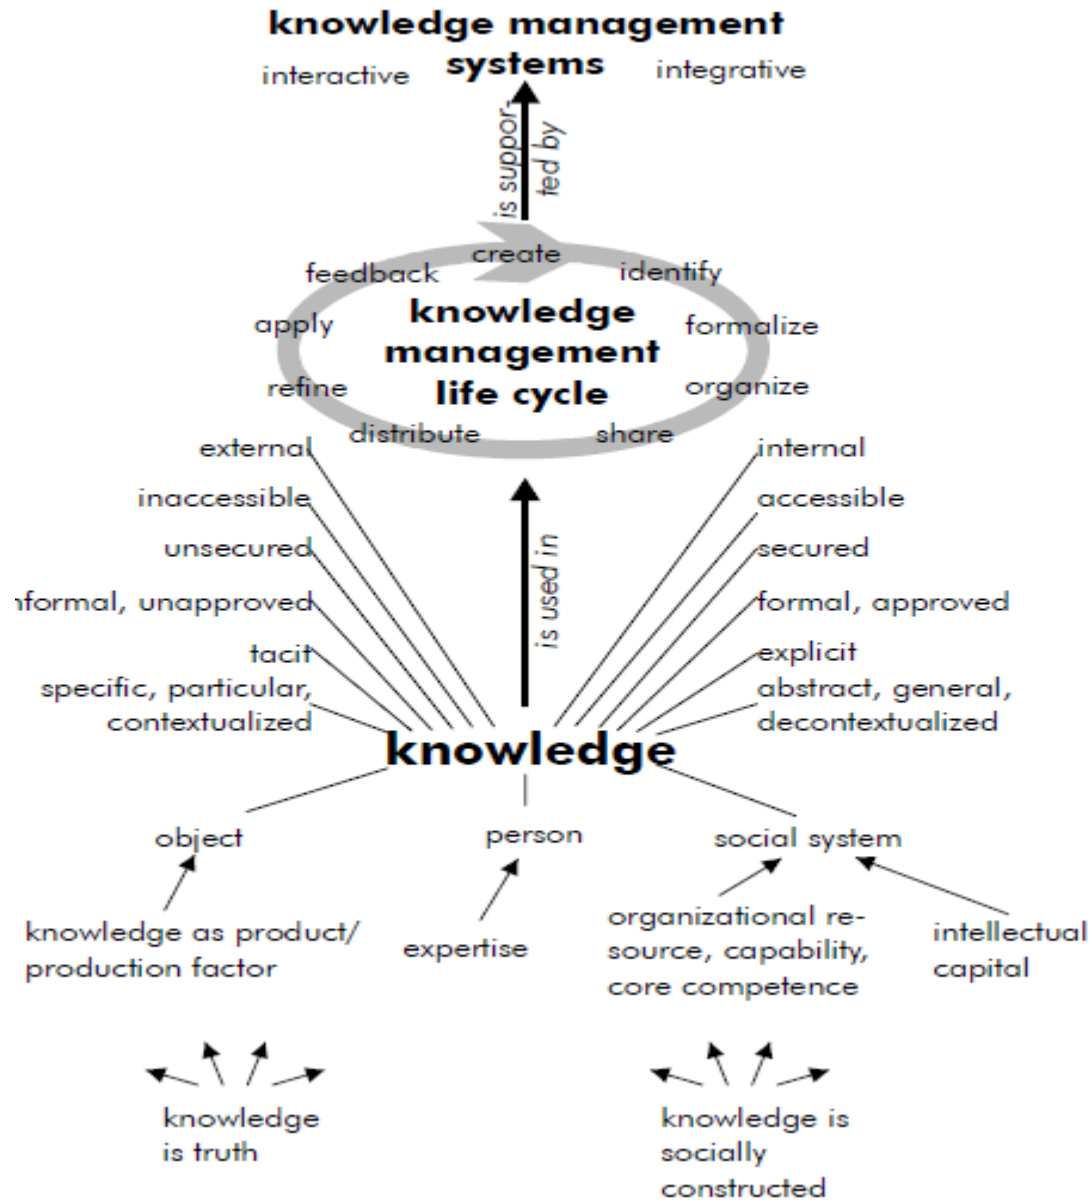 knowledge management
systems
interactive
integrative
is suppor-
ted by
create
feedback
identify
apply
formalize
knowledge
management
life cycle
refine
organize
distribute
share
external
internal
inaccessible
accessible
unsecured
secured
is used in
nformal, unapproved
formal, approved
tacit
explicit
specific, particular,
contextualized
abstract, general,
decontextualized
knowledge
object
person
social system
knowledge as product/
production factor
expertise
organizational re-
source, capability,
core competence
intellectual
capital
knowledge
is truth
knowledge is
socially
constructed